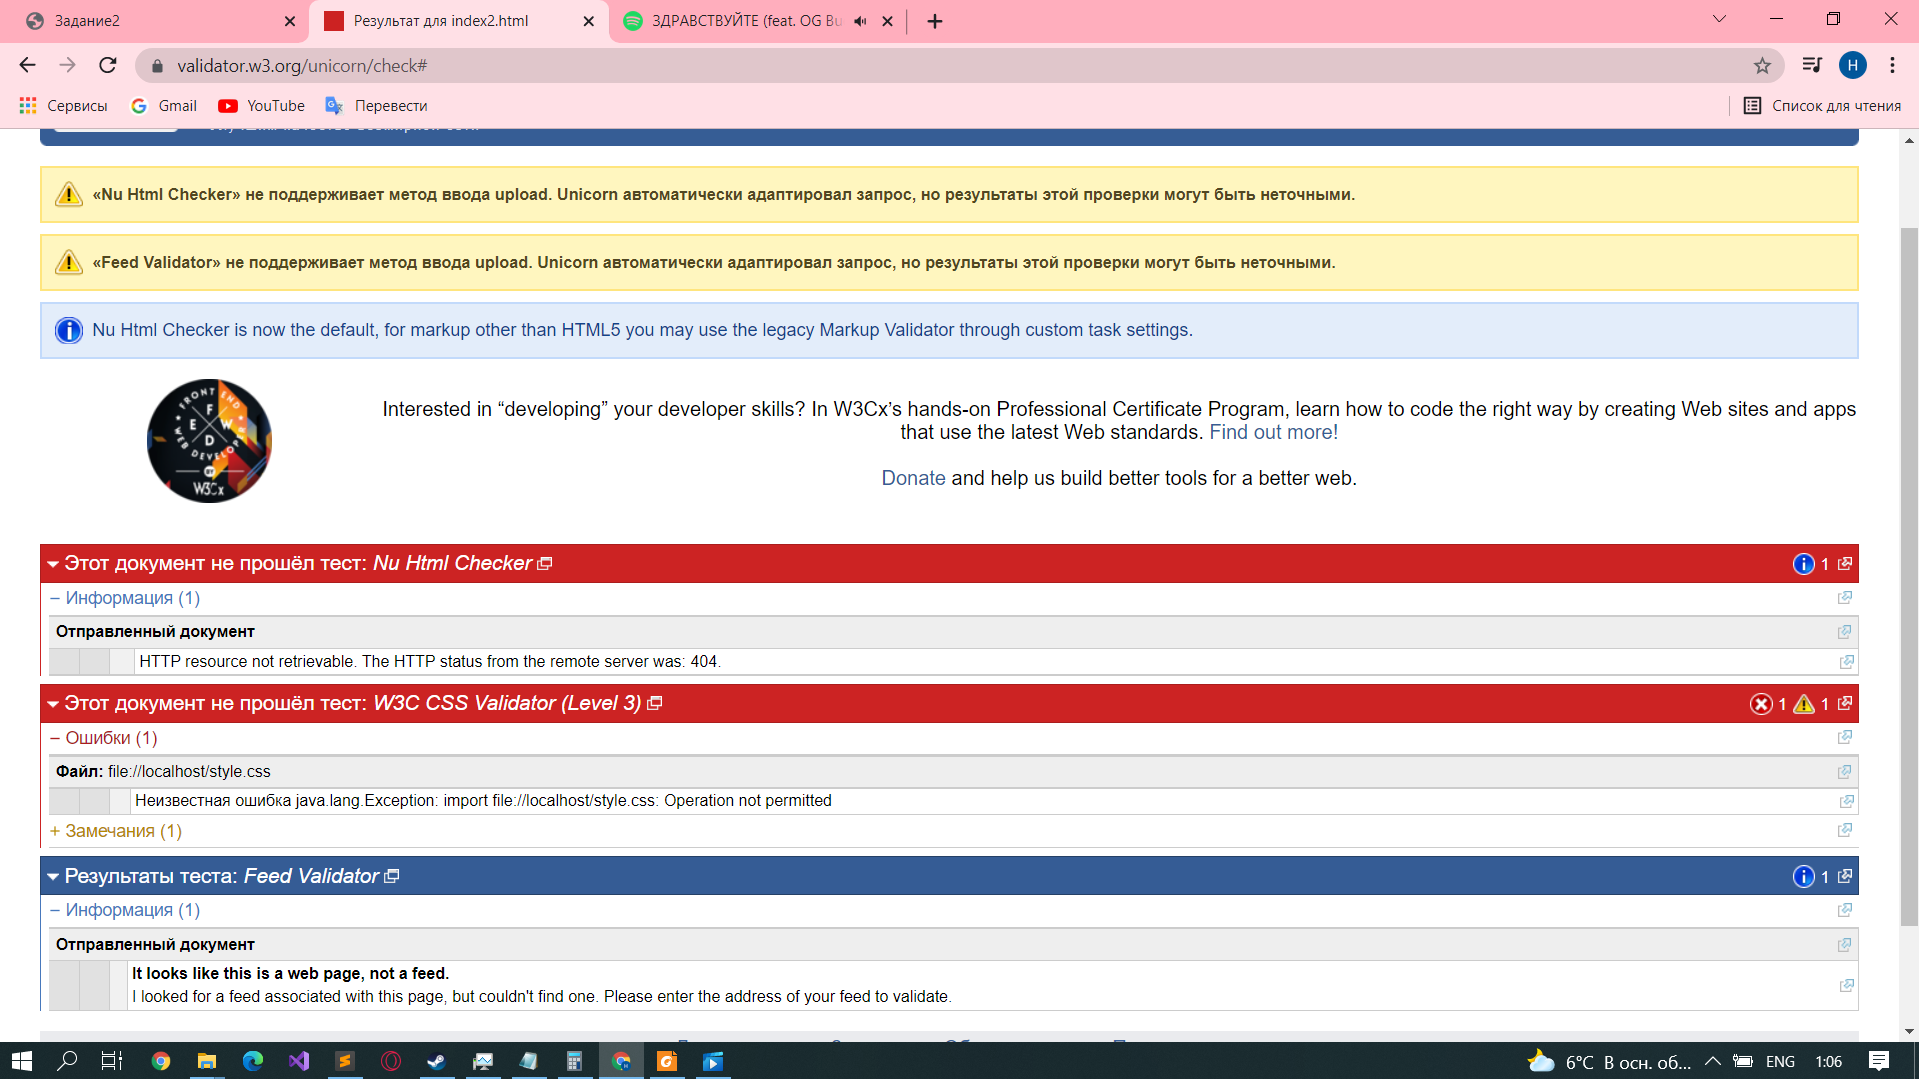 Задание2
Результат для index2.html
ЗДРАВСТВУЙТЕ (feat. OG Bu
validator.w3.org/unicorn/check#
H
Сервисы
Gmail
YouTube
Перевести
Список для чтения
«Nu Html Checker» не поддерживает метод ввода upload. Unicorn автоматически адаптировал запрос, но результаты этой проверки могут быть неточными.
«Feed Validator» не поддерживает метод ввода upload. Unicorn автоматически адаптировал запрос, но результаты этой проверки могут быть неточными.
Nu Html Checker is now the default, for markup other than HTML5 you may use the legacy Markup Validator through custom task settings.
FRONT END
F
E
W
D
WEB DEVELOPER
BY
W3Cx
Interested in “developing” your developer skills? In W3Cx’s hands-on Professional Certificate Program, learn how to code the right way by creating Web sites and apps
that use the latest Web standards. Find out more!
Donate and help us build better tools for a better web.
Этот документ не прошёл тест: Nu Html Checker
1
− Информация (1)
Отправленный документ
HTTP resource not retrievable. The HTTP status from the remote server was: 404.
Этот документ не прошёл тест: W3C CSS Validator (Level 3)
1 1
− Ошибки (1)
Файл: file://localhost/style.css
Неизвестная ошибка java.lang.Exception: import file://localhost/style.css: Operation not permitted
+ Замечания (1)
Результаты теста: Feed Validator
1
− Информация (1)
Отправленный документ
It looks like this is a web page, not a feed.
I looked for a feed associated with this page, but couldn't find one. Please enter the address of your feed to validate.
6°C В осн. об...
ENG
1:06